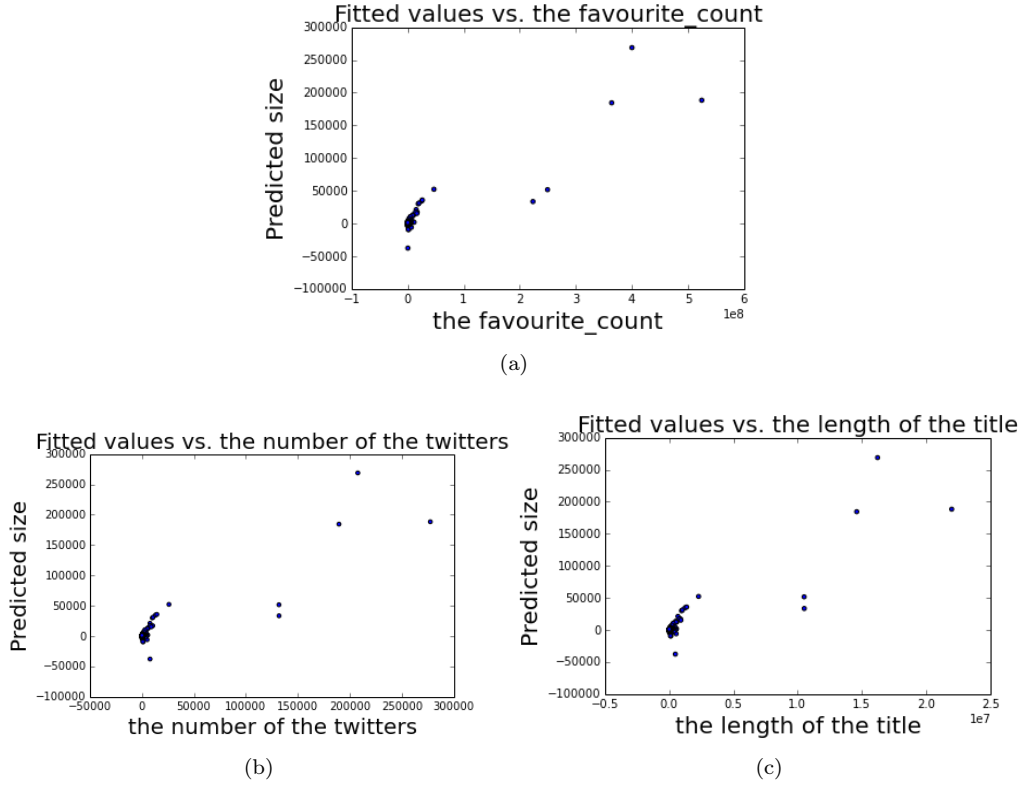 Fitted values vs. the favourite_count
300000
250000
200000
150000
100000
50000
0
−50000
−100000
Predicted size
−1 0 1 2 3 4 5 6
1e8
the favourite_count
(a)
Fitted values vs. the number of the twitters
300000
250000
200000
150000
100000
50000
0
−50000
−100000
Predicted size
−50000 0 50000 100000 150000 200000 250000 300000
the number of the twitters
(b)
Fitted values vs. the length of the title
300000
250000
200000
150000
100000
50000
0
−50000
−100000
Predicted size
−0.5 0.0 0.5 1.0 1.5 2.0 2.5
1e7
the length of the title
(c)